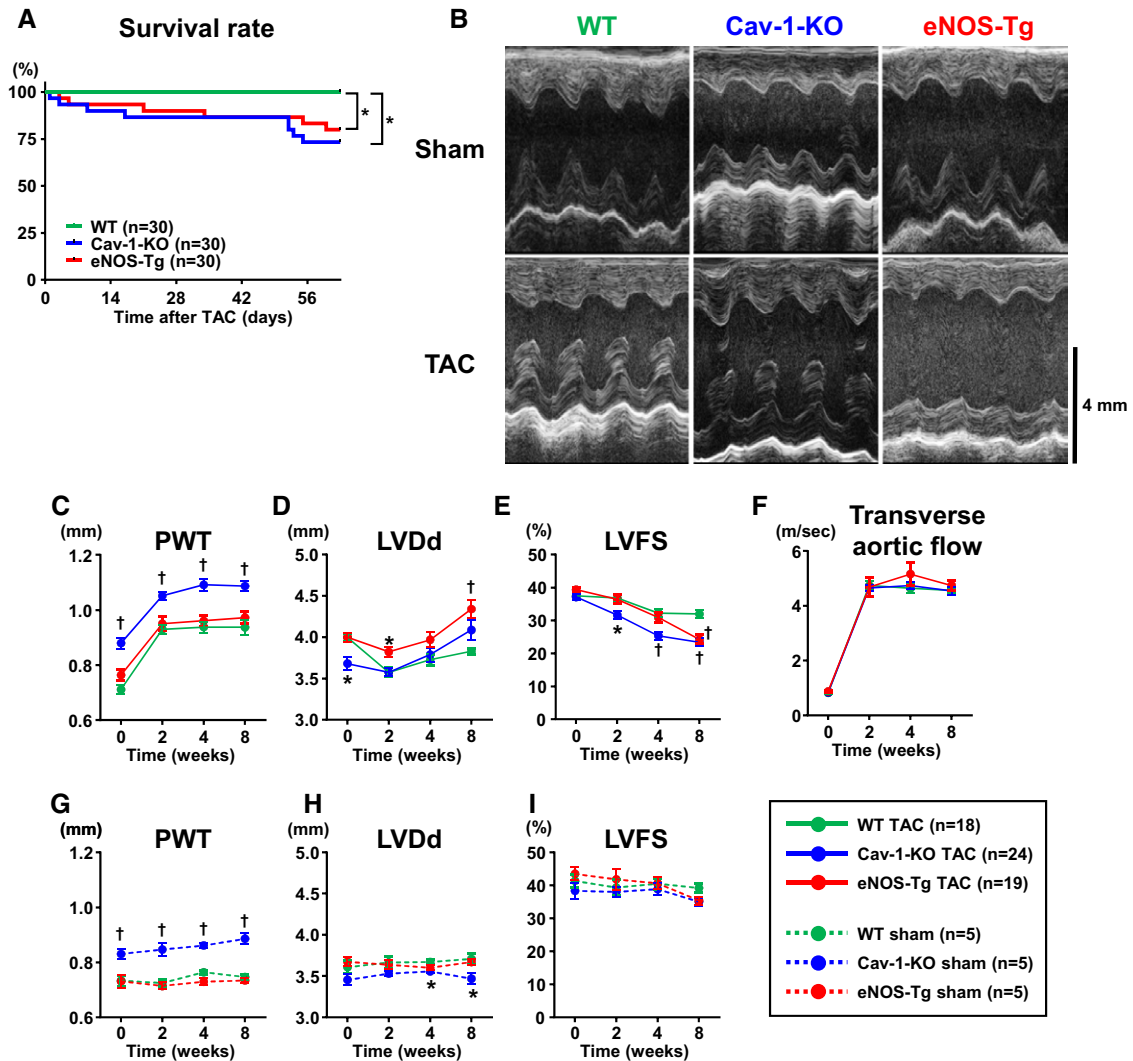 A
Survival rate
(%)
100
75
50
25
0
WT (n=30)
Cav-1-KO (n=30)
eNOS-Tg (n=30)
*
*
0 14 28 42 56
Time after TAC (days)
B
WT Cav-1-KO eNOS-Tg
Sham
TAC
4 mm
C
(mm)
PWT
1.2
1.0
0.8
0.6
† † † †
0 2 4 8
Time (weeks)
D
(mm)
LVDd
5.0
4.5
4.0
3.5
3.0
* * †
0 2 4 8
Time (weeks)
E
(%)
LVFS
50
40
30
20
10
0
* † † †
0 2 4 8
Time (weeks)
F
(m/sec)
Transverse
aortic flow
6
4
2
0
0 2 4 8
Time (weeks)
G
(mm)
PWT
1.2
1.0
0.8
0.6
† † † †
0 2 4 8
Time (weeks)
H
(mm)
LVDd
5.0
4.5
4.0
3.5
3.0
* *
0 2 4 8
Time (weeks)
I
(%)
LVFS
50
40
30
20
10
0
0 2 4 8
Time (weeks)
WT TAC (n=18)
Cav-1-KO TAC (n=24)
eNOS-Tg TAC (n=19)
WT sham (n=5)
Cav-1-KO sham (n=5)
eNOS-Tg sham (n=5)